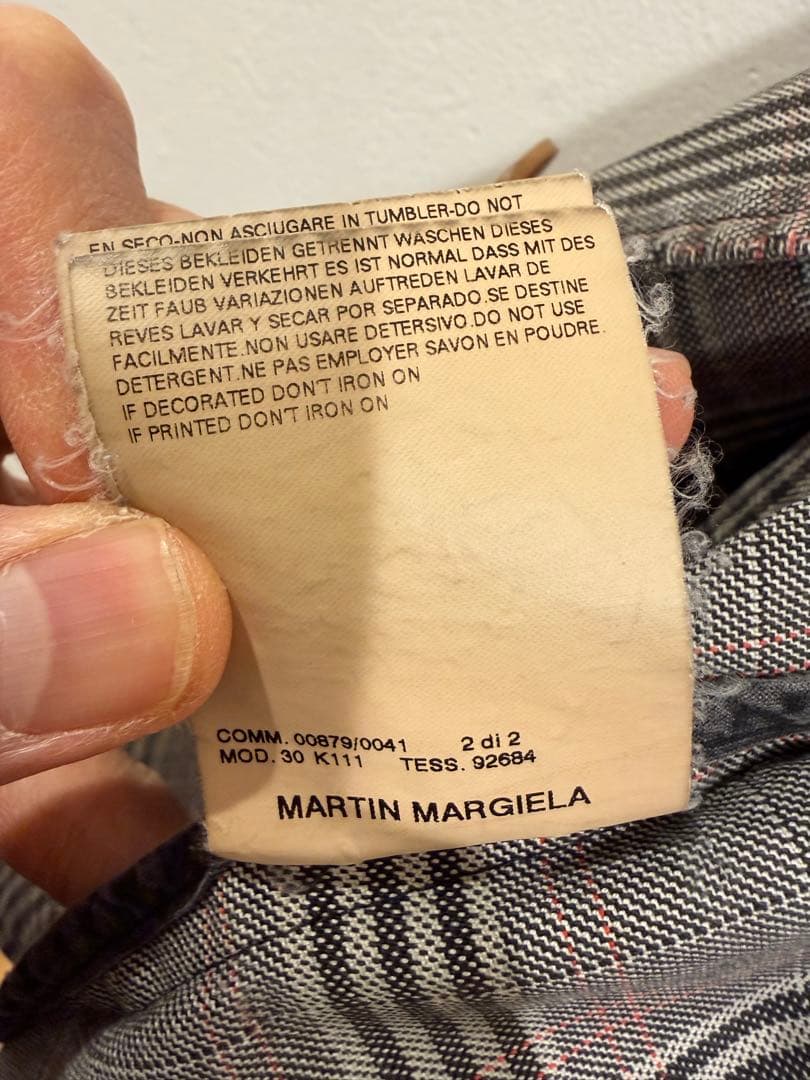 EN SECO-NON ASCIUGARE IN TUMBLER-DO NOT
DIESES BEKLEIDEN GETRENNT WASCHEN DIESES
BEKLEIDEN VERKEHRT ES IST NORMAL DASS MIT DES
ZEIT FAUB VARIAZIONEN AUFTREDEN LAVAR DE
REVES LAVAR Y SECAR POR SEPARADO.SE DESTINE
FACILMENTE.NON USARE DETERSIVO.DO NOT USE
DETERGENT.NE PAS EMPLOYER SAVON EN POUDRE.
IF DECORATED DON'T IRON ON
IF PRINTED DON'T IRON ON
COMM. 00879/0041 2 di 2
MOD. 30 K111 TESS. 92684
MARTIN MARGIELA